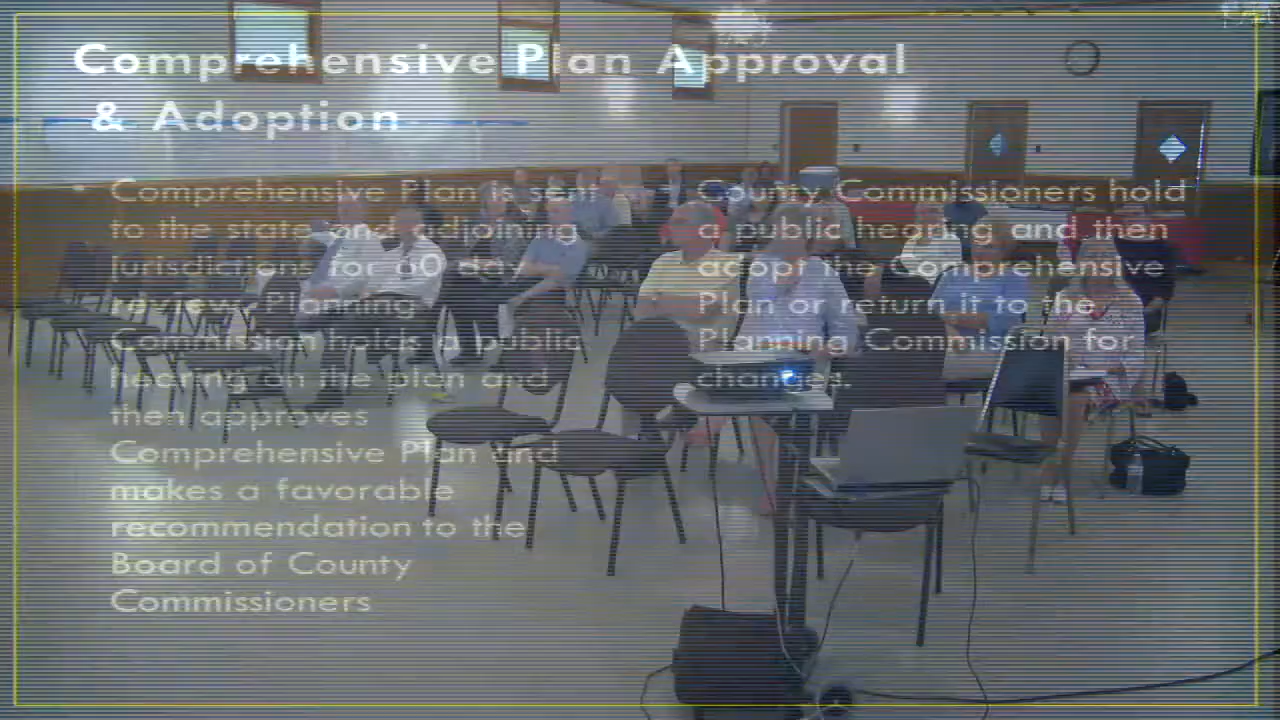 Comprehensive Plan Approval
& Adoption
• Comprehensive Plan is sent
to the state and adjoining
jurisdictions for 60 day
review. Planning
Commission holds a public
hearing on the plan and
then approves
Comprehensive Plan and
makes a favorable
recommendation to the
Board of County
Commissioners
County Commissioners hold
a public hearing and then
adopt the Comprehensive
Plan or return it to the
Planning Commission for
changes.